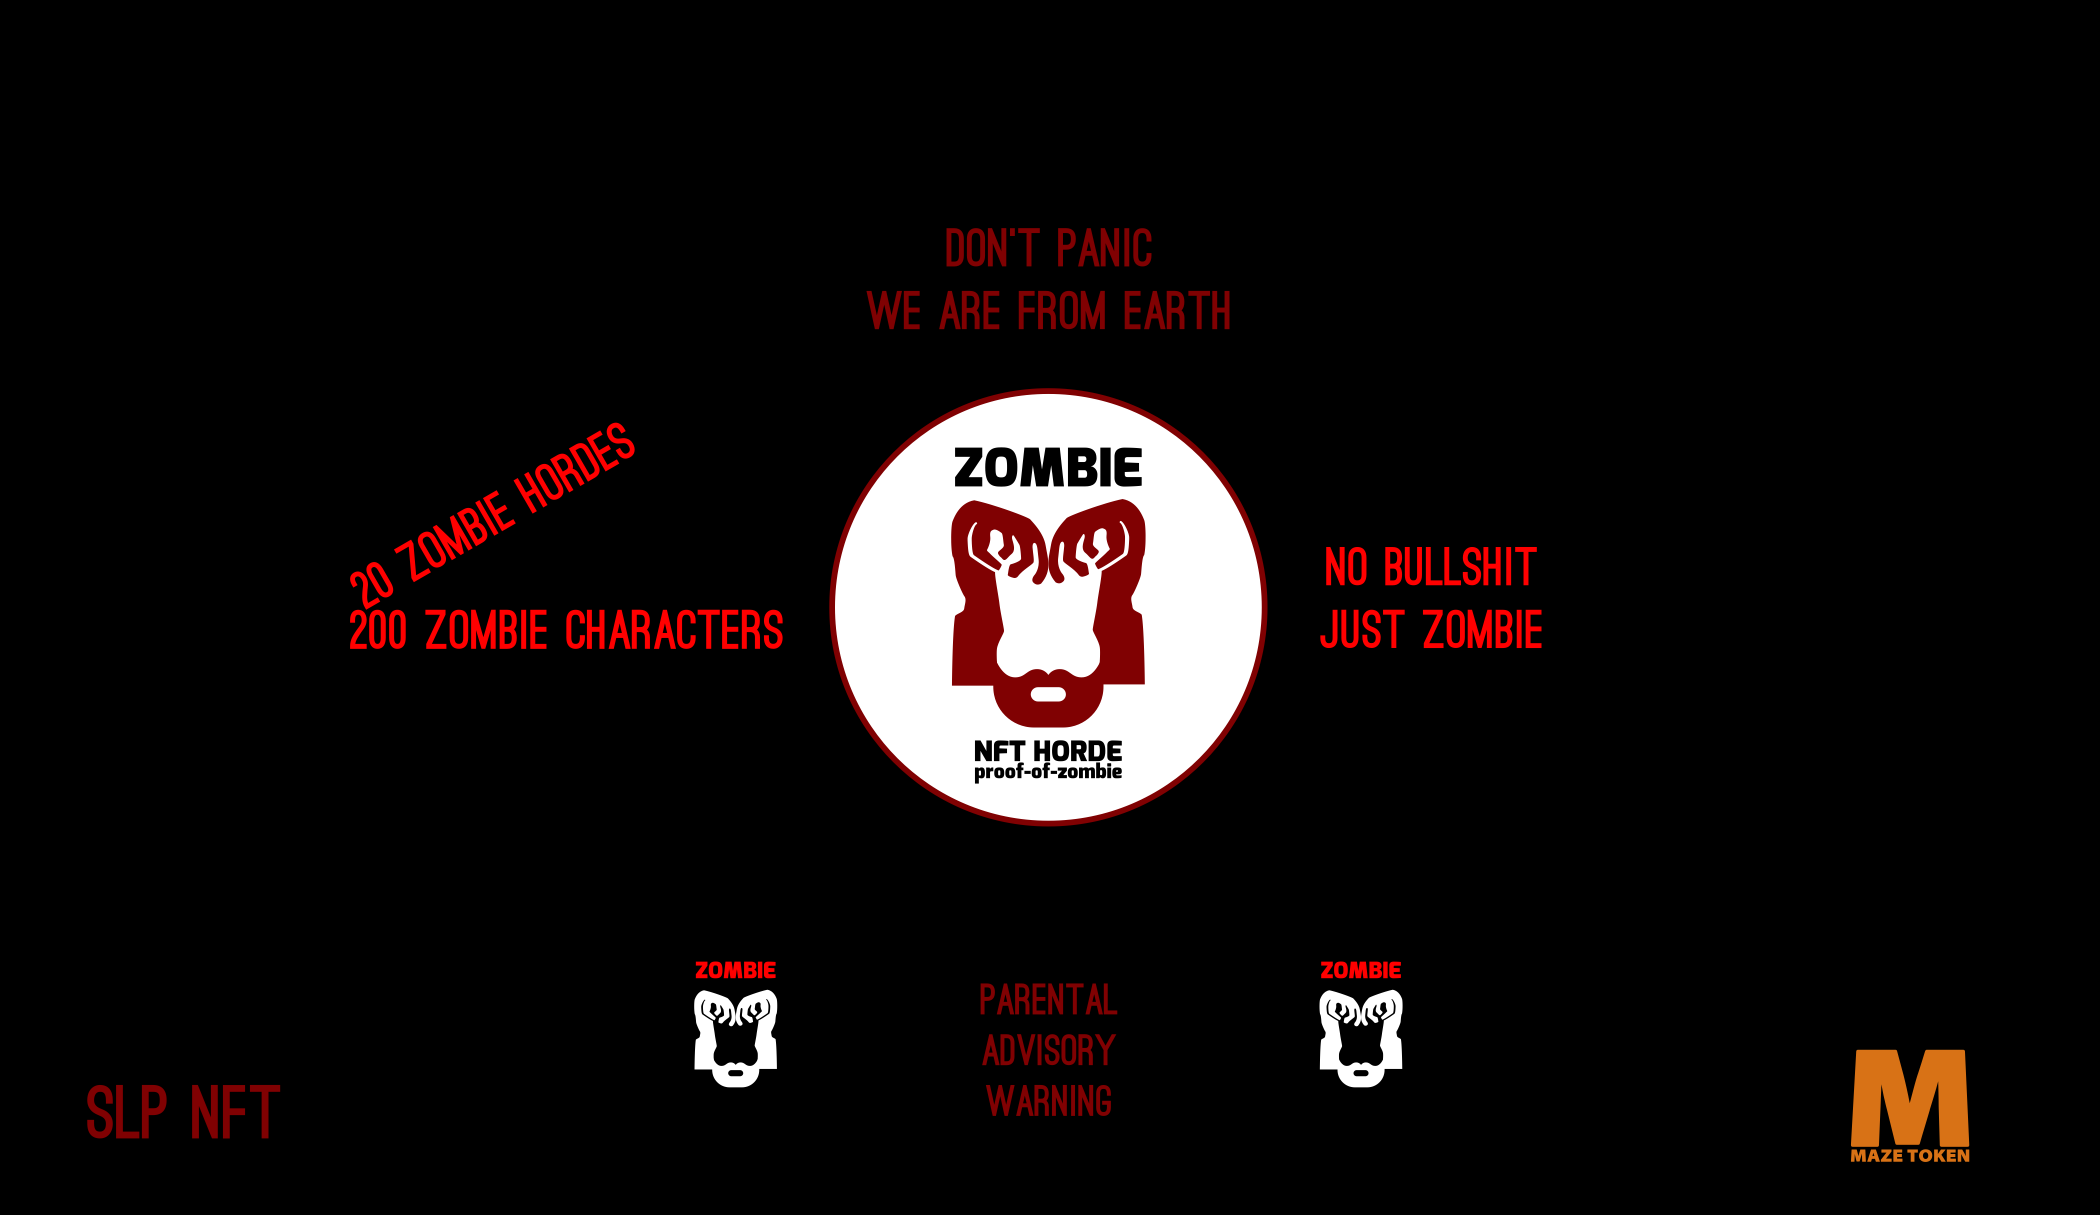 DON'T PANIC
WE ARE FROM EARTH
20 ZOMBIE HORDES
200 ZOMBIE CHARACTERS
ZOMBIE
NFT HORDE
proof-of-zombie
NO BULLSHIT
JUST ZOMBIE
ZOMBIE
PARENTAL
ADVISORY
WARNING
ZOMBIE
SLP NFT
M
MAZE TOKEN